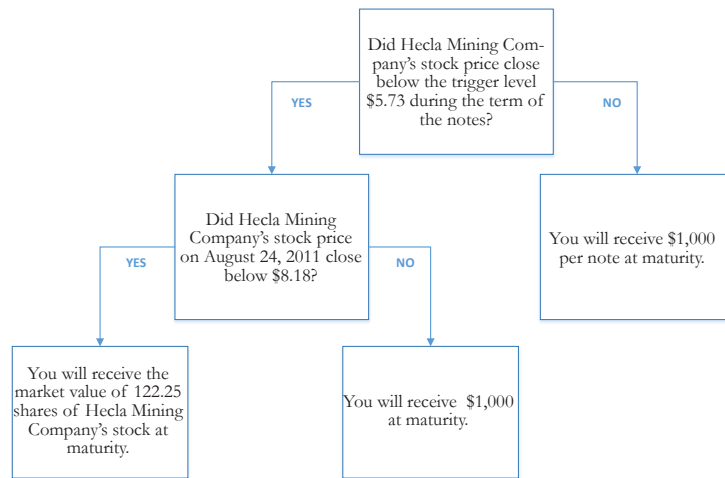 Did Hecla Mining Com-
pany's stock price close
below the trigger level
$5.73 during the term of
the notes?
YES
NO
Did Hecla Mining
Company's stock price
on August 24, 2011 close
below $8.18?
You will receive $1,000
per note at maturity.
YES
NO
You will receive the
market value of 122.25
shares of Hecla Mining
Company's stock at
maturity.
You will receive $1,000
at maturity.